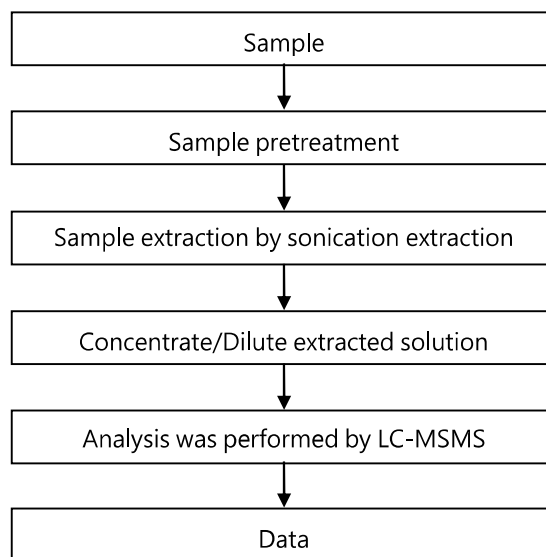 Sample
Sample pretreatment
Sample extraction by sonication extraction
Concentrate/Dilute extracted solution
Analysis was performed by LC-MSMS
Data